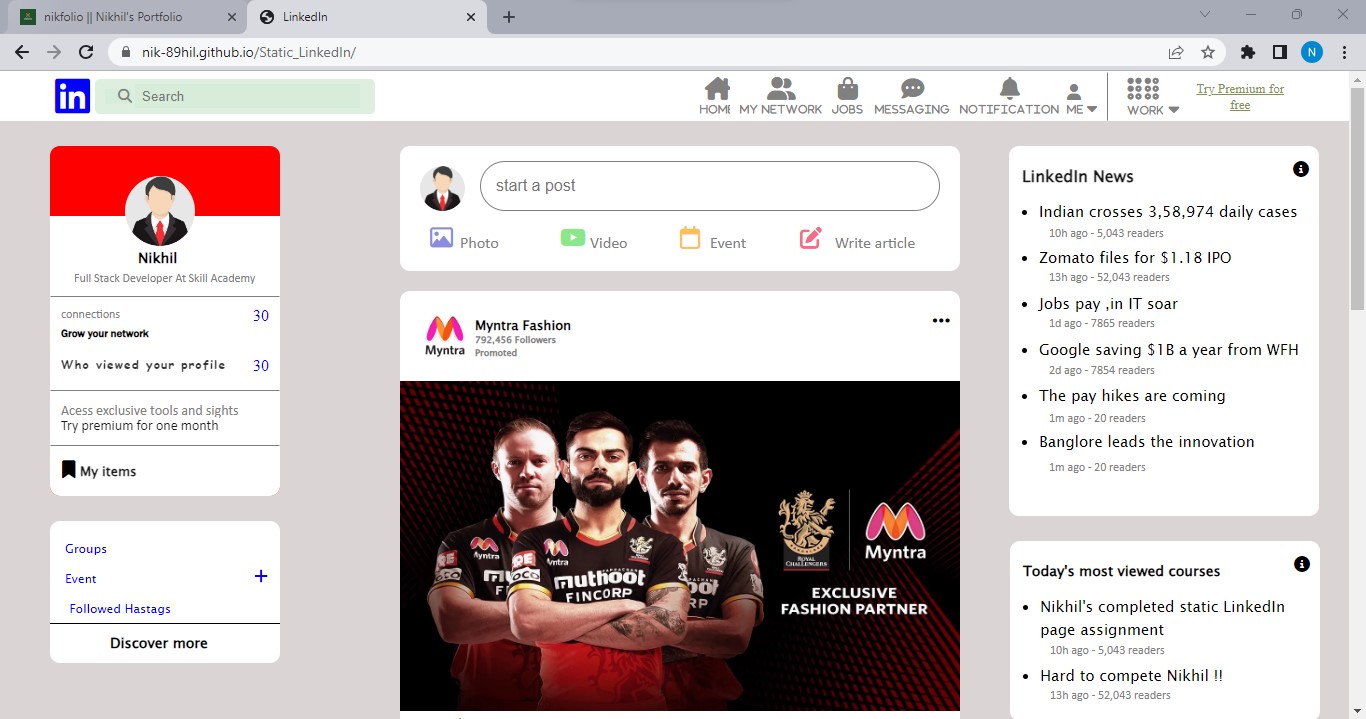 nikfolio || Nikhil's Portfolio
LinkedIn
nik-89hil.github.io/Static_LinkedIn/
N
in
Search
HOME
MY NETWORK
JOBS
MESSAGING
NOTIFICATION
ME
WORK
Try Premium for
free
Nikhil
Full Stack Developer At Skill Academy
connections
30
Grow your network
Who viewed your profile
30
Acess exclusive tools and sights
Try premium for one month
My items
Groups
Event
Followed Hastags
Discover more
start a post
Photo
Video
Event
Write article
Myntra
Myntra Fashion
792,456 Followers
Promoted
Myntra
Myntra
muthoot
FINCORP
ROYAL
CHALLENGERS
Myntra
EXCLUSIVE
FASHION PARTNER
LinkedIn News
Indian crosses 3,58,974 daily cases
10h ago - 5,043 readers
Zomato files for $1.18 IPO
13h ago - 52,043 readers
Jobs pay ,in IT soar
1d ago - 7865 readers
Google saving $1B a year from WFH
2d ago - 7854 readers
The pay hikes are coming
1m ago - 20 readers
Banglore leads the innovation
1m ago - 20 readers
Today's most viewed courses
Nikhil's completed static LinkedIn
page assignment
10h ago - 5,043 readers
Hard to compete Nikhil !!
13h ago - 52,043 readers